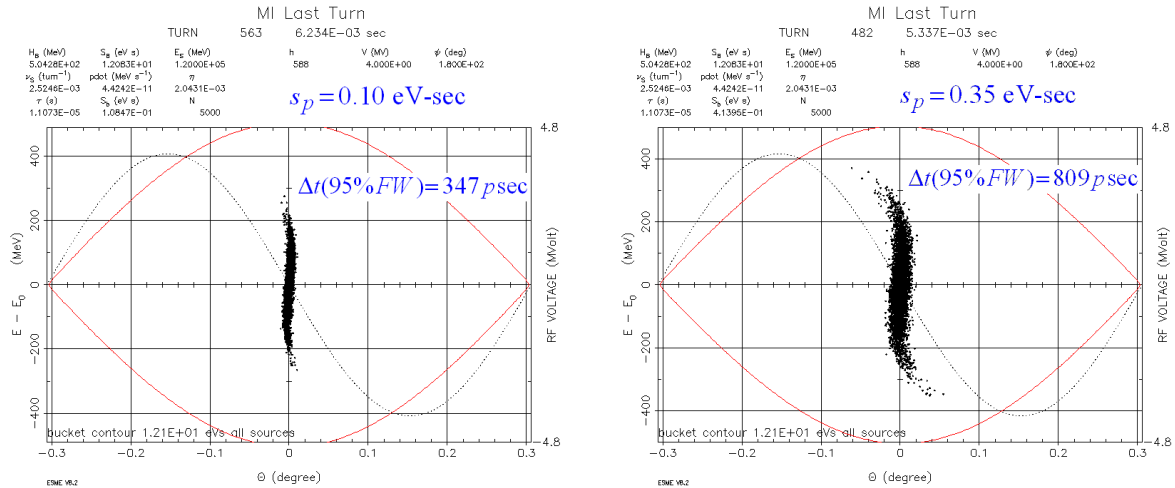 MI Last Turn
TURN 563 6.234E-03 sec
H_B (MeV) S_B (eV s) E_S (MeV) h V (MV) ψ (deg)
5.0428E+02 1.2083E+01 1.2000E+05 588 4.000E+00 1.800E+02
ν_S (turn⁻¹) pdot (MeV s⁻¹) η
2.5246E-03 4.4242E-11 2.0431E-03
τ (s) S_b (eV s) N
1.1073E-05 1.0847E-01 5000
s_p = 0.10 eV-sec
Δt(95%FW) = 347 psec
4.8
-4.8
400
200
0
-200
-400
E - E_0 (MeV)
RF VOLTAGE (MVolt)
bucket contour 1.21E+01 eVs all sources
-0.3 -0.2 -0.1 0 0.1 0.2 0.3
Θ (degree)
ESME V8.2
MI Last Turn
TURN 482 5.337E-03 sec
H_B (MeV) S_B (eV s) E_S (MeV) h V (MV) ψ (deg)
5.0428E+02 1.2083E+01 1.2000E+05 588 4.000E+00 1.800E+02
ν_S (turn⁻¹) pdot (MeV s⁻¹) η
2.5246E-03 4.4242E-11 2.0431E-03
τ (s) S_b (eV s) N
1.1073E-05 4.1395E-01 5000
s_p = 0.35 eV-sec
Δt(95%FW) = 809 psec
4.8
-4.8
400
200
0
-200
-400
E - E_0 (MeV)
RF VOLTAGE (MVolt)
bucket contour 1.21E+01 eVs all sources
-0.3 -0.2 -0.1 0 0.1 0.2 0.3
Θ (degree)
ESME V8.2